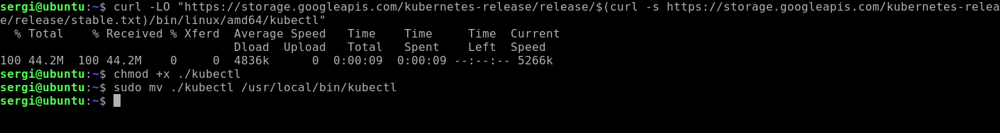 sergi@ubuntu:~$ curl -LO "https://storage.googleapis.com/kubernetes-release/release/$(curl -s https://storage.googleapis.com/kubernetes-relea
e/release/stable.txt)/bin/linux/amd64/kubectl"
  % Total    % Received % Xferd  Average Speed   Time    Time     Time  Current
                                 Dload  Upload   Total   Spent    Left  Speed
100 44.2M  100 44.2M    0     0  4836k      0  0:00:09  0:00:09 --:--:-- 5266k
sergi@ubuntu:~$ chmod +x ./kubectl
sergi@ubuntu:~$ sudo mv ./kubectl /usr/local/bin/kubectl
sergi@ubuntu:~$